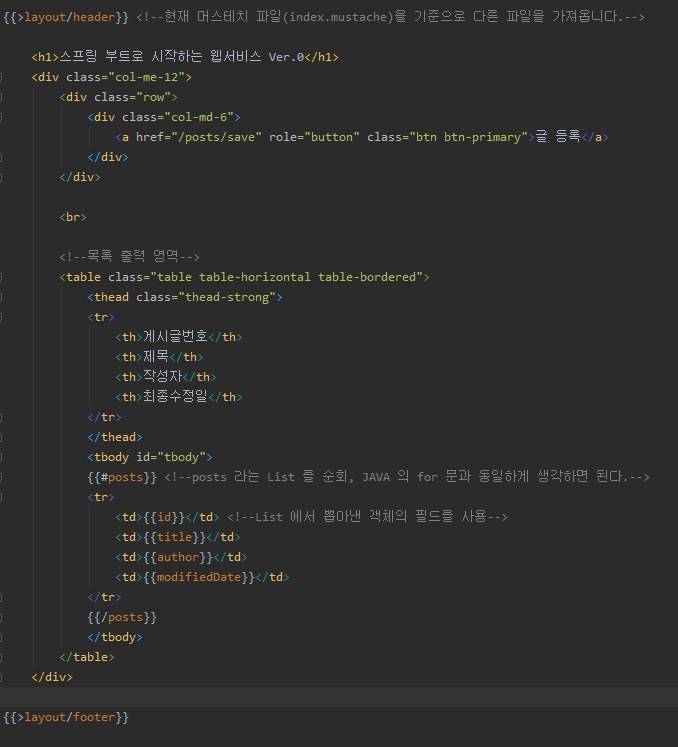 {{>layout/header}} <!--현재 머스테치 파일(index.mustache)을 기준으로 다른 파일을 가져옵니다.-->
<h1>스프링 부트로 시작하는 웹서비스 Ver.0</h1>
<div class="col-me-12">
<div class="row">
<div class="col-md-6">
<a href="/posts/save" role="button" class="btn btn-primary">글 등록</a>
</div>
</div>
<br>
<!--목록 출력 영역-->
<table class="table table-horizontal table-bordered">
<thead class="thead-strong">
<tr>
<th>게시글번호</th>
<th>제목</th>
<th>작성자</th>
<th>최종수정일</th>
</tr>
</thead>
<tbody id="tbody">
{{#posts}} <!--posts 라는 List 를 순회, JAVA 의 for 문과 동일하게 생각하면 된다.-->
<tr>
<td>{{id}}</td> <!--List 에서 뽑아낸 객체의 필드를 사용-->
<td>{{title}}</td>
<td>{{author}}</td>
<td>{{modifiedDate}}</td>
</tr>
{{/posts}}
</tbody>
</table>
</div>
{{>layout/footer}}